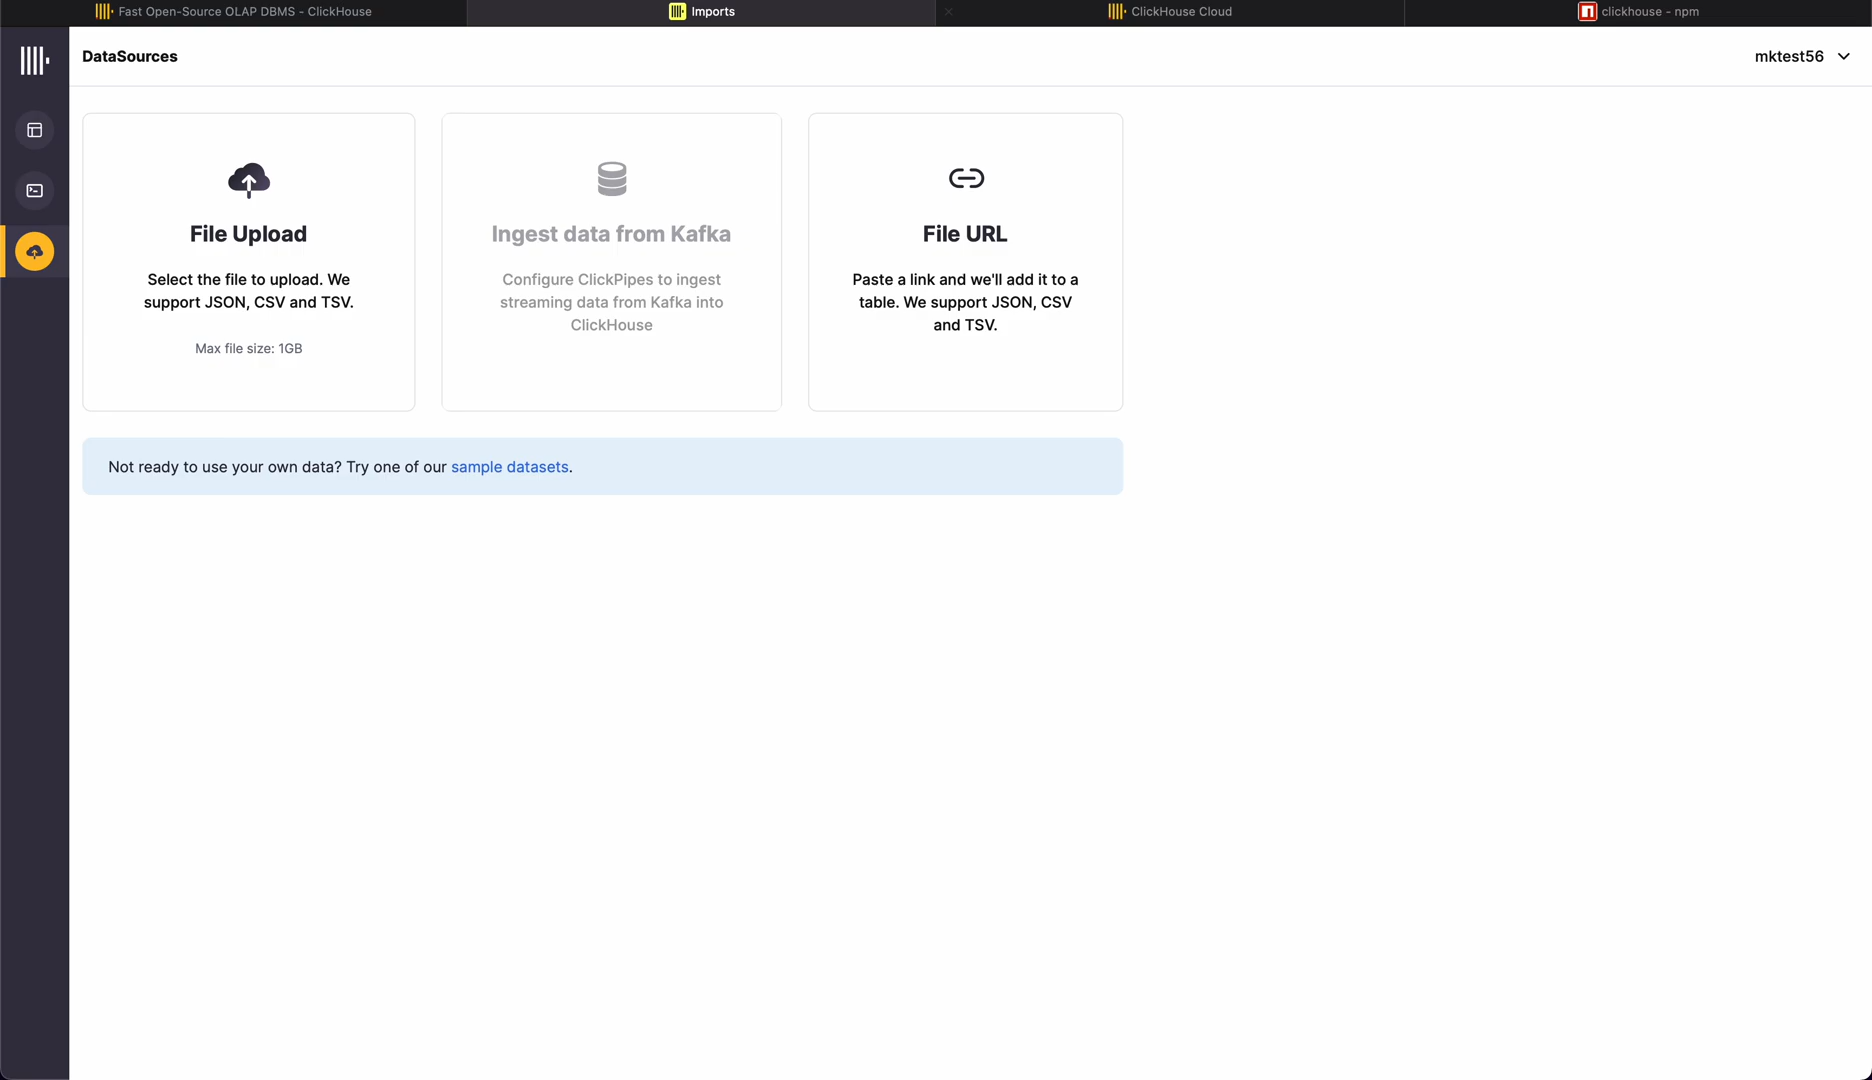 Fast Open-Source OLAP DBMS - ClickHouse
Imports
ClickHouse Cloud
clickhouse - npm
DataSources
mktest56
File Upload
Select the file to upload. We
support JSON, CSV and TSV.
Max file size: 1GB
Ingest data from Kafka
Configure ClickPipes to ingest
streaming data from Kafka into
ClickHouse
File URL
Paste a link and we'll add it to a
table. We support JSON, CSV
and TSV.
Not ready to use your own data? Try one of our sample datasets.